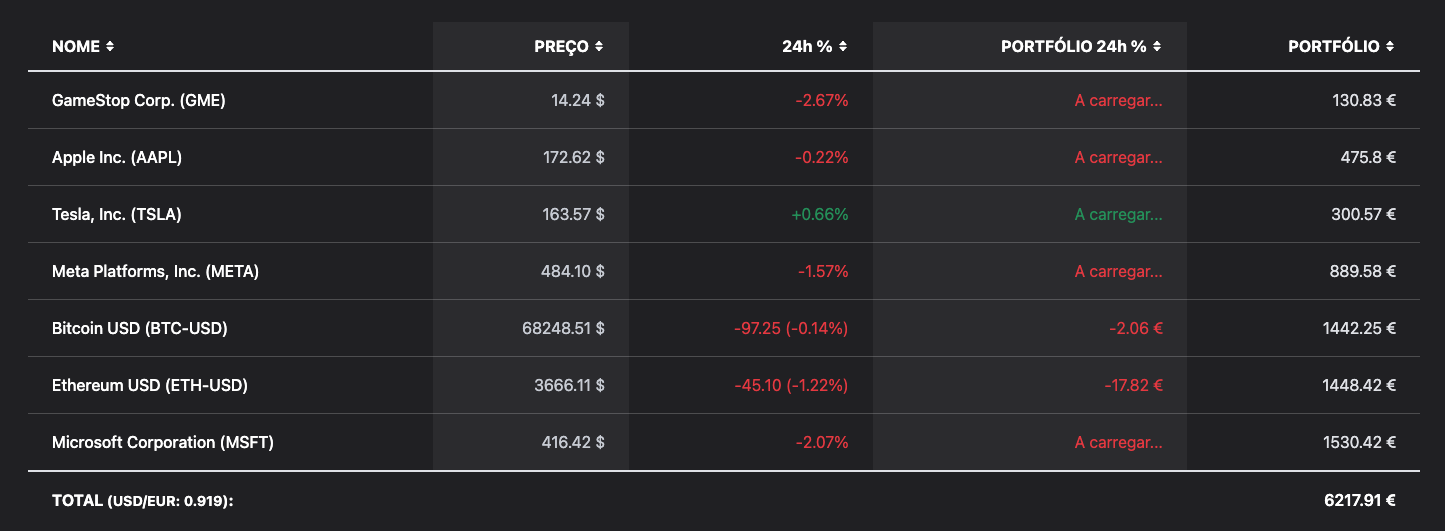 NOME PREÇO 24h % PORTFÓLIO 24h % PORTFÓLIO
GameStop Corp. (GME) 14.24 $ -2.67% A carregar... 130.83 €
Apple Inc. (AAPL) 172.62 $ -0.22% A carregar... 475.8 €
Tesla, Inc. (TSLA) 163.57 $ +0.66% A carregar... 300.57 €
Meta Platforms, Inc. (META) 484.10 $ -1.57% A carregar... 889.58 €
Bitcoin USD (BTC-USD) 68248.51 $ -97.25 (-0.14%) -2.06 € 1442.25 €
Ethereum USD (ETH-USD) 3666.11 $ -45.10 (-1.22%) -17.82 € 1448.42 €
Microsoft Corporation (MSFT) 416.42 $ -2.07% A carregar... 1530.42 €
TOTAL (USD/EUR: 0.919): 6217.91 €